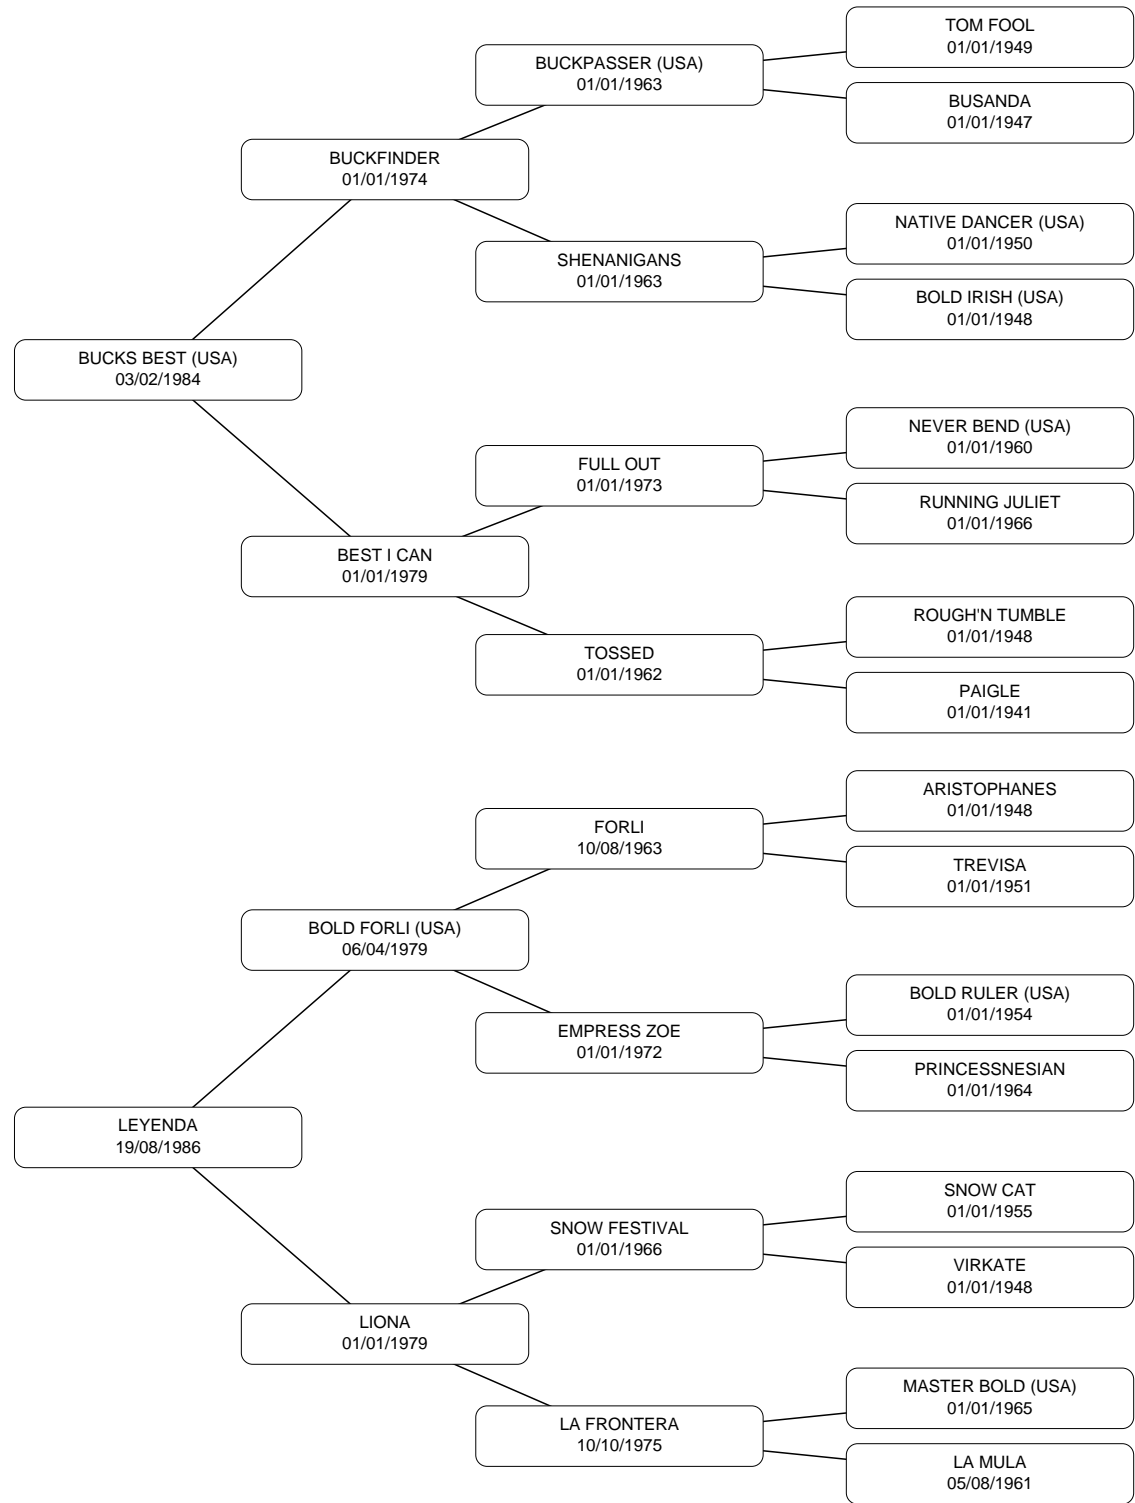 TOM FOOL
01/01/1949
BUCKPASSER (USA)
01/01/1963
BUSANDA
01/01/1947
BUCKFINDER
01/01/1974
NATIVE DANCER (USA)
01/01/1950
SHENANIGANS
01/01/1963
BOLD IRISH (USA)
01/01/1948
BUCKS BEST (USA)
03/02/1984
NEVER BEND (USA)
01/01/1960
FULL OUT
01/01/1973
RUNNING JULIET
01/01/1966
BEST I CAN
01/01/1979
ROUGH'N TUMBLE
01/01/1948
TOSSED
01/01/1962
PAIGLE
01/01/1941
ARISTOPHANES
01/01/1948
FORLI
10/08/1963
TREVISA
01/01/1951
BOLD FORLI (USA)
06/04/1979
BOLD RULER (USA)
01/01/1954
EMPRESS ZOE
01/01/1972
PRINCESSNESIAN
01/01/1964
LEYENDA
19/08/1986
SNOW CAT
01/01/1955
SNOW FESTIVAL
01/01/1966
VIRKATE
01/01/1948
LIONA
01/01/1979
MASTER BOLD (USA)
01/01/1965
LA FRONTERA
10/10/1975
LA MULA
05/08/1961